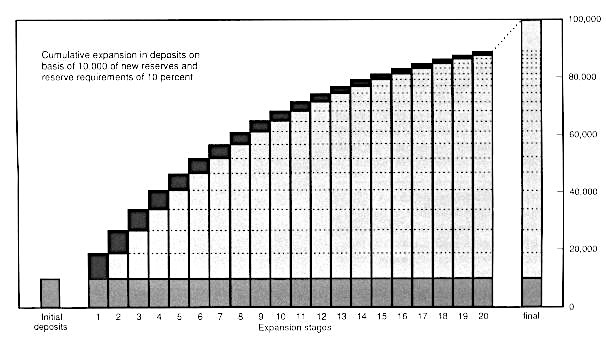 Cumulative expansion in deposits on
basis of 10 000 of new reserves and
reserve requirements of 10 percent
100,000
80,000
60,000
40,000
20,000
0
Initial
deposits
1 2 3 4 5 6 7 8 9 10 11 12 13 14 15 16 17 18 19 20 final
Expansion stages